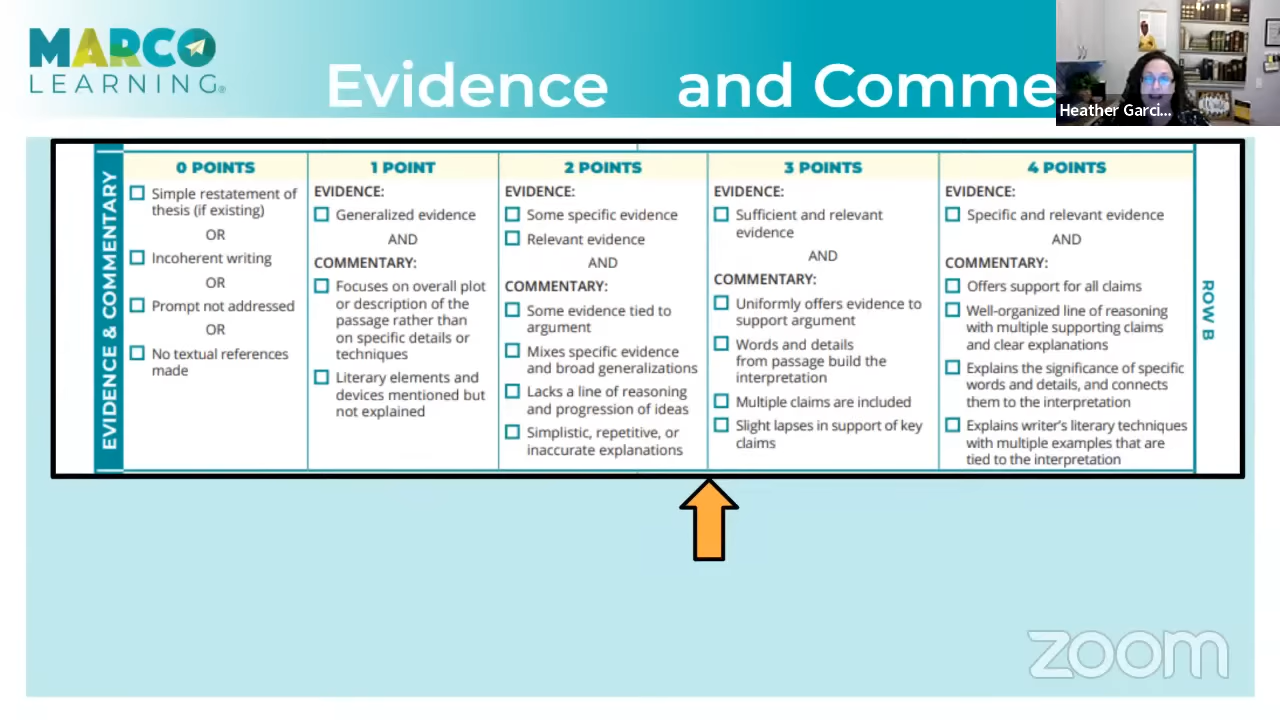 MARCO
LEARNING®
Evidence and Comme
Heather Garci...
EVIDENCE & COMMENTARY
0 POINTS
Simple restatement of
thesis (if existing)
OR
Incoherent writing
OR
Prompt not addressed
OR
No textual references
made
1 POINT
EVIDENCE:
Generalized evidence
AND
COMMENTARY:
Focuses on overall plot
or description of the
passage rather than
on specific details or
techniques
Literary elements and
devices mentioned but
not explained
2 POINTS
EVIDENCE:
Some specific evidence
Relevant evidence
AND
COMMENTARY:
Some evidence tied to
argument
Mixes specific evidence
and broad generalizations
Lacks a line of reasoning
and progression of ideas
Simplistic, repetitive, or
inaccurate explanations
3 POINTS
EVIDENCE:
Sufficient and relevant
evidence
AND
COMMENTARY:
Uniformly offers evidence to
support argument
Words and details
from passage build the
interpretation
Multiple claims are included
Slight lapses in support of key
claims
4 POINTS
EVIDENCE:
Specific and relevant evidence
AND
COMMENTARY:
Offers support for all claims
Well-organized line of reasoning
with multiple supporting claims
and clear explanations
Explains the significance of specific
words and details, and connects
them to the interpretation
Explains writer's literary techniques
with multiple examples that are
tied to the interpretation
ROW B
zoom